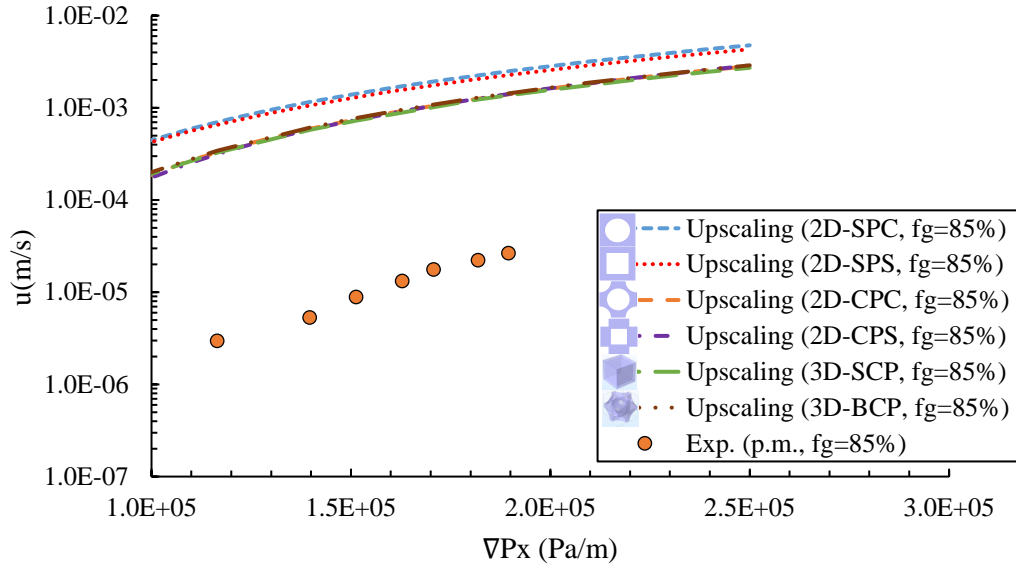 1.0E-02
1.0E-03
1.0E-04
1.0E-05
1.0E-06
1.0E-07
u(m/s)
1.0E+05
1.5E+05
2.0E+05
2.5E+05
3.0E+05
∇Px (Pa/m)
Upscaling (2D-SPC, fg=85%)
Upscaling (2D-SPS, fg=85%)
Upscaling (2D-CPC, fg=85%)
Upscaling (2D-CPS, fg=85%)
Upscaling (3D-SCP, fg=85%)
Upscaling (3D-BCP, fg=85%)
Exp. (p.m., fg=85%)